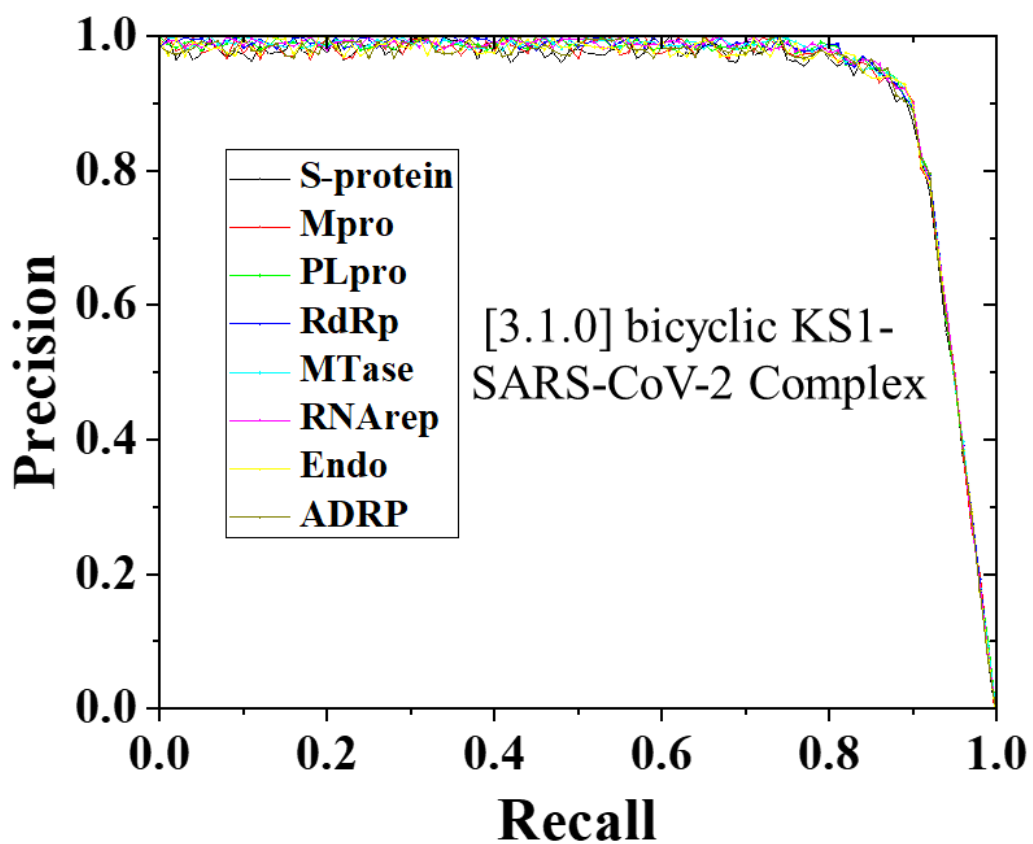 1.0
0.8
0.6
0.4
0.2
0.0
Precision
S-protein
Mpro
PLpro
RdRp
MTase
RNArep
Endo
ADRP
[3.1.0] bicyclic KS1-
SARS-CoV-2 Complex
0.0 0.2 0.4 0.6 0.8 1.0
Recall